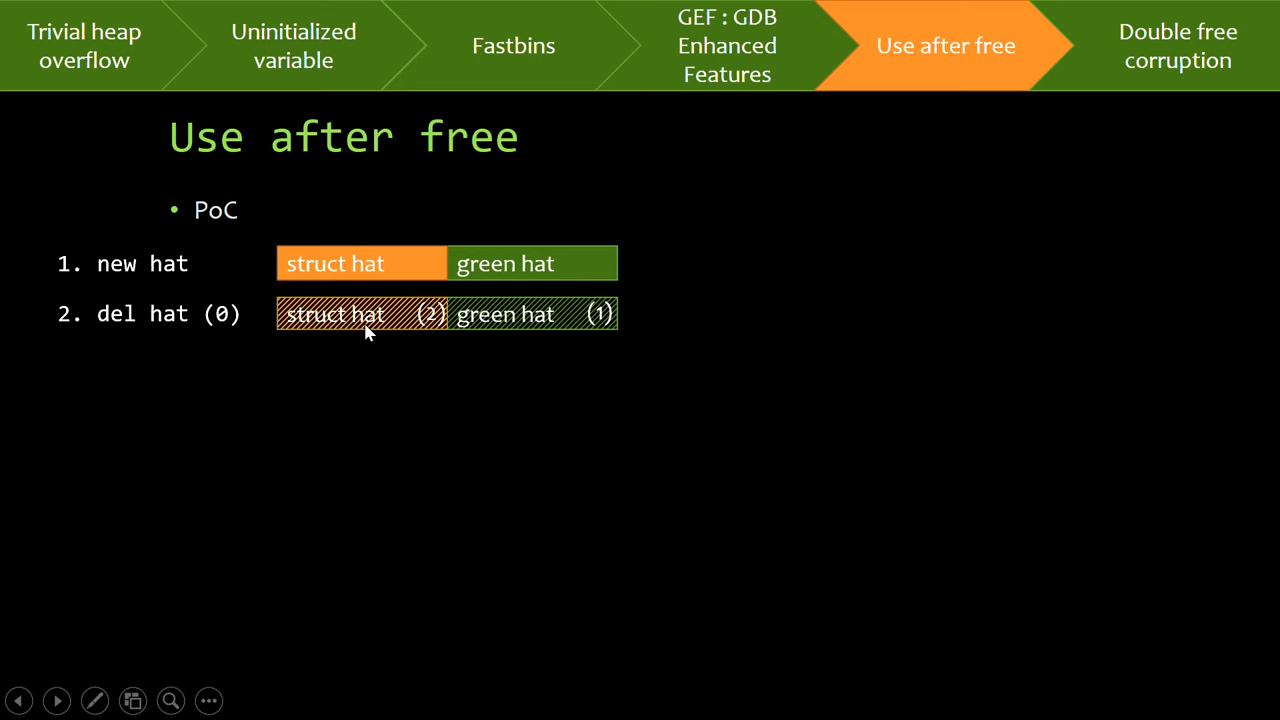 Trivial heap
overflow
Uninitialized
variable
Fastbins
GEF : GDB
Enhanced
Features
Use after free
Double free
corruption
Use after free
• PoC
1. new hat
struct hat
green hat
2. del hat (0)
struct hat (2)
green hat (1)